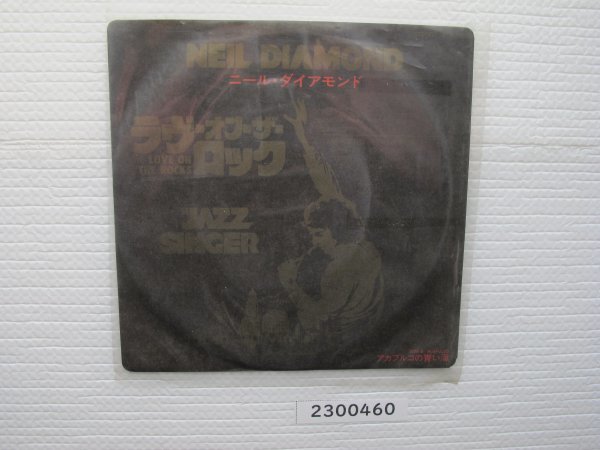 NEIL DIAMOND
ニール・ダイアモンド
ラヴ・オン・ザ・
ロック
LOVE ON
THE ROCKS
JAZZ
SINGER
アカプルコの青い海
2300460